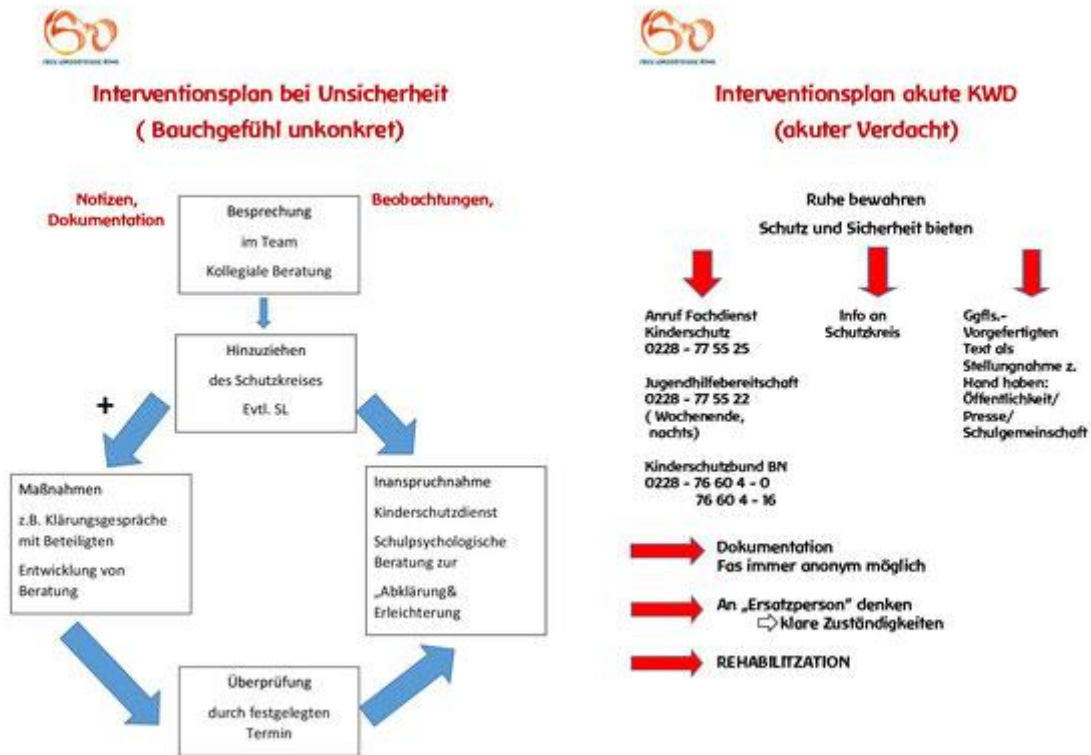 Interventionsplan bei Unsicherheit
( Bauchgefühl unkonkret)
Notizen,
Dokumentation
Beobachtungen,
Besprechung
im Team
Kollegiale Beratung
Hinzuziehen
des Schutzkreises
Evtl. SL
+
Maßnahmen
z.B. Klärungsgespräche
mit Beteiligten
Entwicklung von
Beratung
Inanspruchnahme
Kinderschutzdienst
Schulpsychologische
Beratung zur
„Abklärung&
Erleichterung
Überprüfung
durch festgelegten
Termin
Interventionsplan akute KWD
(akuter Verdacht)
Ruhe bewahren
Schutz und Sicherheit bieten
Anruf Fachdienst
Kinderschutz
0228 - 77 55 25
Jugendhilfebereitschaft
0228 - 77 55 22
( Wochenende,
nachts)
Kinderschutzbund BN
0228 - 76 60 4 - 0
76 60 4 - 16
Info an
Schutzkreis
Ggfls.-
Vorgefertigten
Text als
Stellungnahme z.
Hand haben:
Öffentlichkeit/
Presse/
Schulgemeinschaft
Dokumentation
Fas immer anonym möglich
An „Ersatzperson" denken
klare Zuständigkeiten
REHABILITZATION